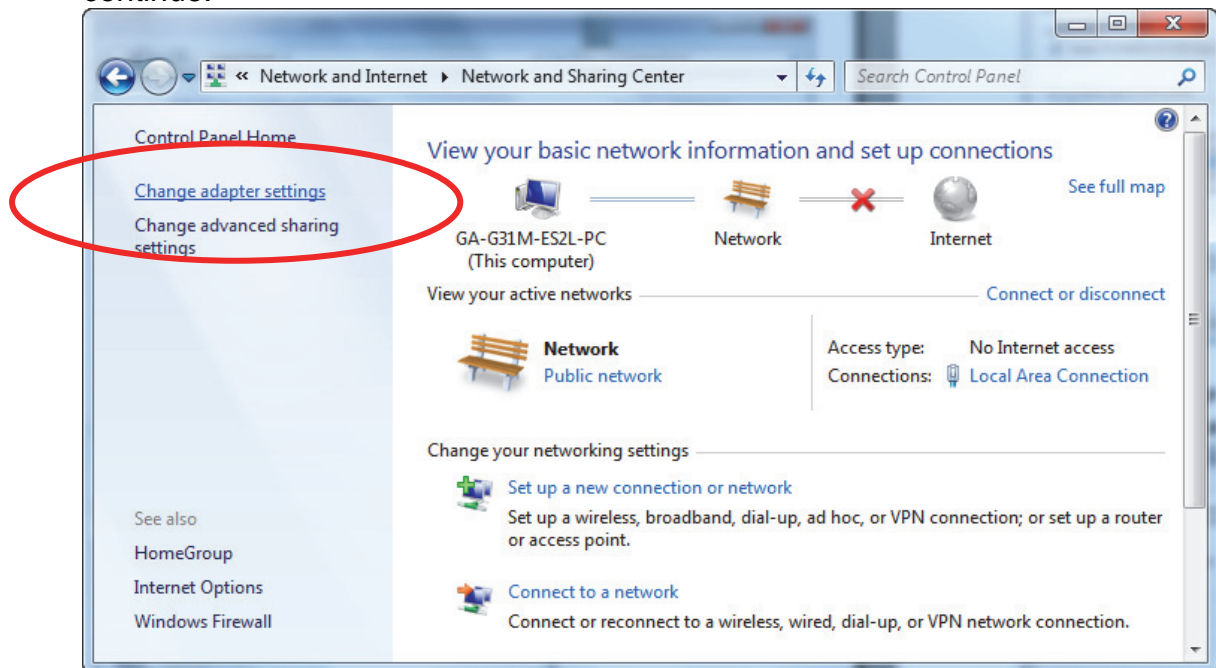 continue.
« Network and Internet ▸ Network and Sharing Center
Search Control Panel
Control Panel Home
Change adapter settings
Change advanced sharing
settings
See also
HomeGroup
Internet Options
Windows Firewall
View your basic network information and set up connections
See full map
GA-G31M-ES2L-PC
(This computer)
Network
Internet
View your active networks
Connect or disconnect
Network
Public network
Access type: No Internet access
Connections: Local Area Connection
Change your networking settings
Set up a new connection or network
Set up a wireless, broadband, dial-up, ad hoc, or VPN connection; or set up a router
or access point.
Connect to a network
Connect or reconnect to a wireless, wired, dial-up, or VPN network connection.